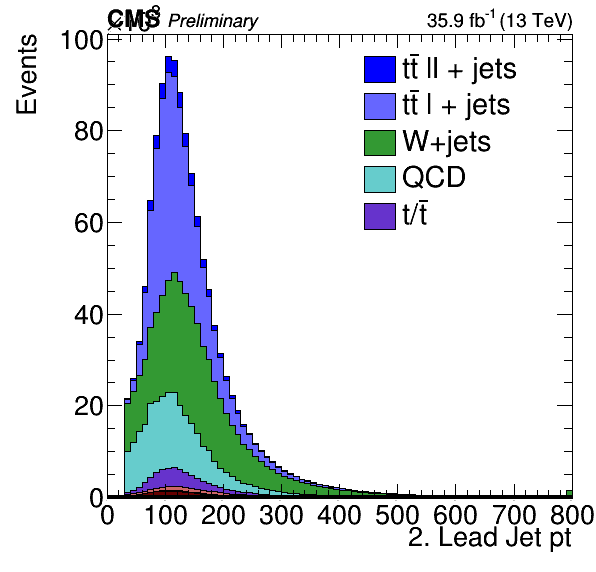 CMS Preliminary 35.9 fb⁻¹ (13 TeV)
Events
100
80
60
40
20
0
tt̄ ll + jets
tt̄ l + jets
W+jets
QCD
t/t̄
0 100 200 300 400 500 600 700 800
2. Lead Jet pt